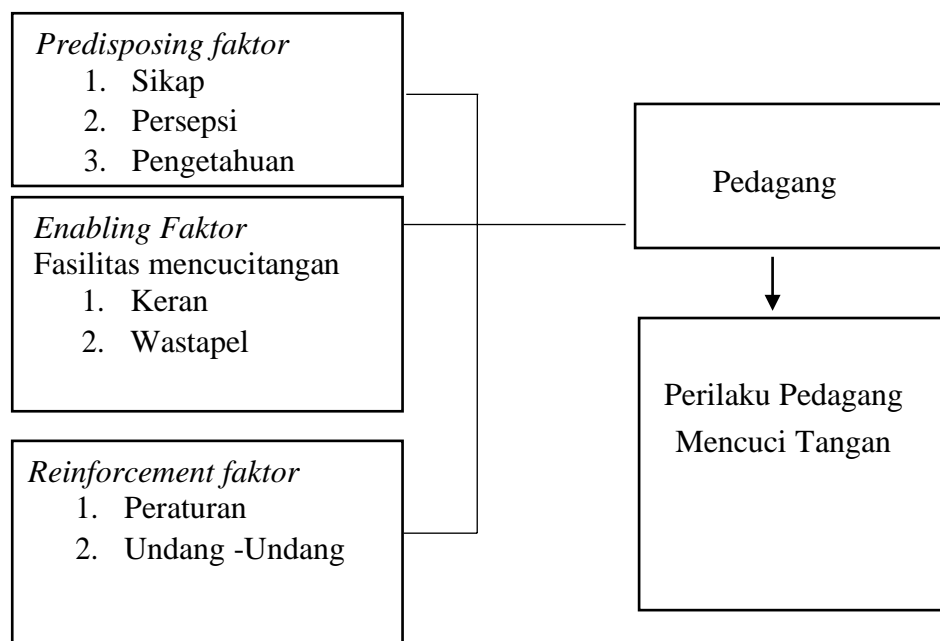 Predisposing faktor
1. Sikap
2. Persepsi
3. Pengetahuan
Enabling Faktor
Fasilitas mencucitangan
1. Keran
2. Wastapel
Reinforcement faktor
1. Peraturan
2. Undang -Undang
Pedagang
Perilaku Pedagang
Mencuci Tangan